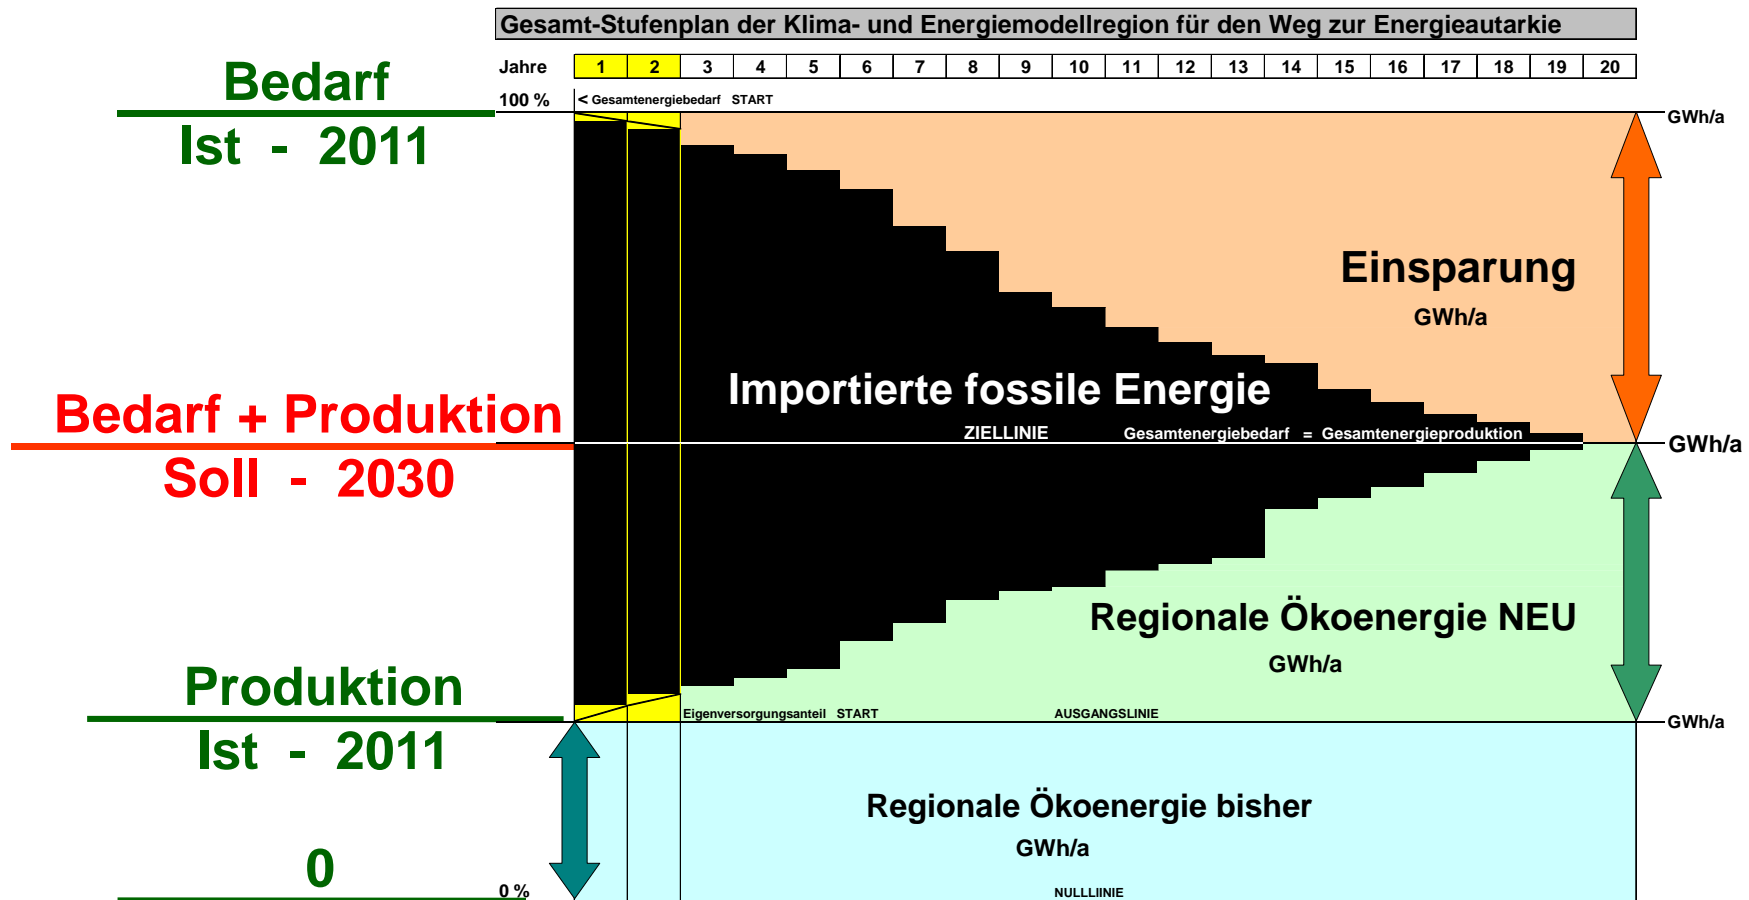 Gesamt-Stufenplan der Klima- und Energiemodellregion für den Weg zur Energieautarkie
Jahre 1 2 3 4 5 6 7 8 9 10 11 12 13 14 15 16 17 18 19 20
Bedarf
Ist - 2011
100 % < Gesamtenergiebedarf START
GWh/a
Einsparung
GWh/a
Importierte fossile Energie
Bedarf + Produktion
Soll - 2030
ZIELLINIE Gesamtenergiebedarf = Gesamtenergieproduktion
GWh/a
Regionale Ökoenergie NEU
GWh/a
Produktion
Ist - 2011
Eigenversorgungsanteil START AUSGANGSLINIE
GWh/a
Regionale Ökoenergie bisher
GWh/a
0
0 % NULLLIINIE